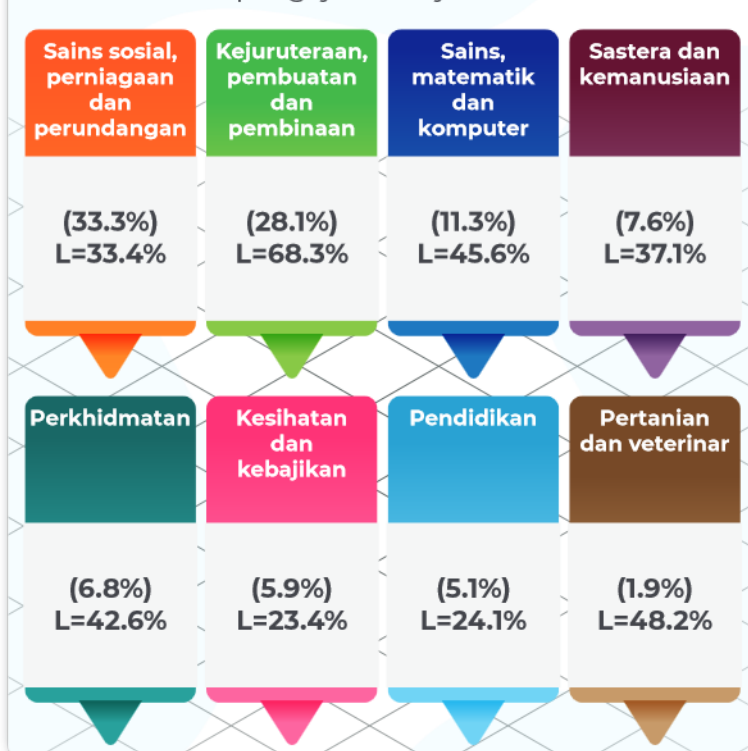 Sains sosial,
perniagaan
dan
perundangan
(33.3%)
L=33.4%
Kejuruteraan,
pembuatan
dan
pembinaan
(28.1%)
L=68.3%
Sains,
matematik
dan
komputer
(11.3%)
L=45.6%
Sastera dan
kemanusiaan
(7.6%)
L=37.1%
Perkhidmatan
(6.8%)
L=42.6%
Kesihatan
dan
kebajikan
(5.9%)
L=23.4%
Pendidikan
(5.1%)
L=24.1%
Pertanian
dan veterinar
(1.9%)
L=48.2%